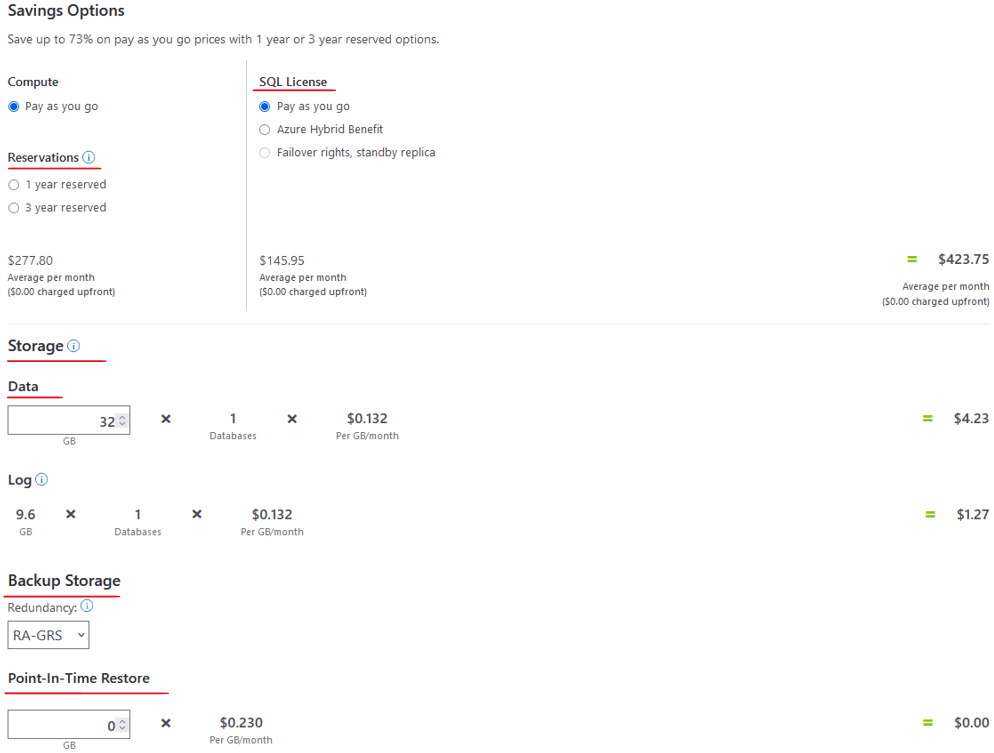 Savings Options
Save up to 73% on pay as you go prices with 1 year or 3 year reserved options.
Compute
Pay as you go
Reservations
1 year reserved
3 year reserved
$277.80
Average per month
($0.00 charged upfront)
SQL License
Pay as you go
Azure Hybrid Benefit
Failover rights, standby replica
$145.95
Average per month
($0.00 charged upfront)
= $423.75
Average per month
($0.00 charged upfront)
Storage
Data
32 × 1 × $0.132 = $4.23
GB Databases Per GB/month
Log
9.6 × 1 × $0.132 = $1.27
GB Databases Per GB/month
Backup Storage
Redundancy:
RA-GRS
Point-In-Time Restore
0 × $0.230 = $0.00
GB Per GB/month